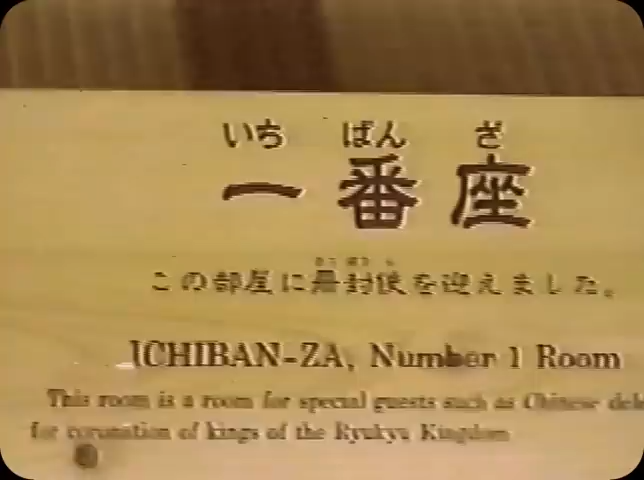 いち ばん ざ
一番座
この部屋に冊封使を迎えました。
ICHIBAN-ZA, Number 1 Room
This room is a room for special guests such as Chinese
for coronation of kings of the Ryukyu Kingdom